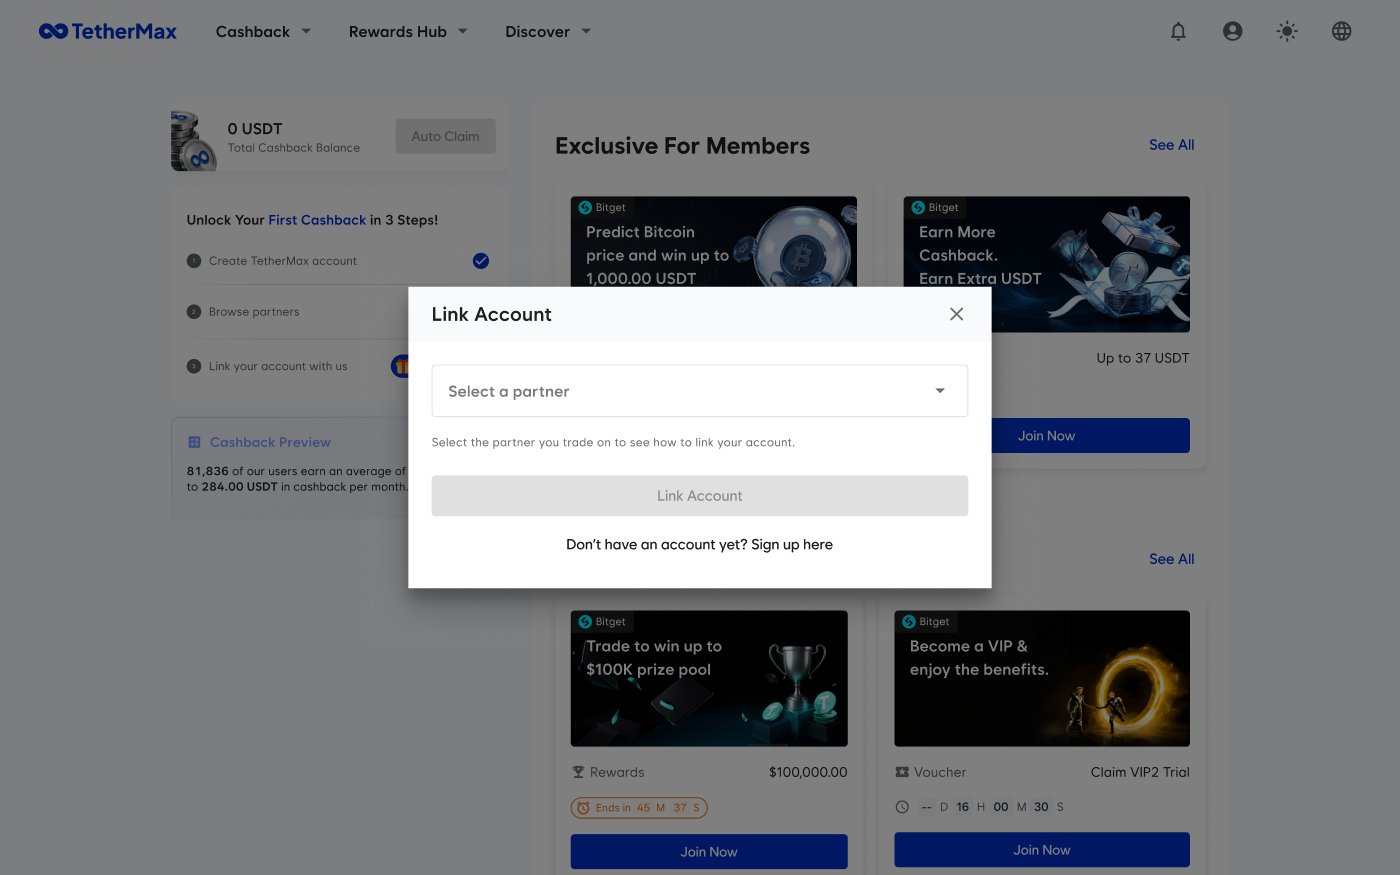 TetherMax
Cashback
Rewards Hub
Discover
0 USDT
Total Cashback Balance
Auto Claim
Unlock Your First Cashback in 3 Steps!
1 Create TetherMax account
2 Browse partners
3 Link your account with us
Cashback Preview
81,836 of our users earn an average of
to 284.00 USDT in cashback per month.
Exclusive For Members
See All
Bitget
Predict Bitcoin
price and win up to
1,000.00 USDT
Bitget
Earn More
Cashback.
Earn Extra USDT
Up to 37 USDT
Join Now
Link Account
Select a partner
Select the partner you trade on to see how to link your account.
Link Account
Don't have an account yet? Sign up here
See All
Bitget
Trade to win up to
$100K prize pool
Rewards
$100,000.00
Ends in 45 M 37 S
Join Now
Bitget
Become a VIP &
enjoy the benefits.
Voucher
Claim VIP2 Trial
-- D 16 H 00 M 30 S
Join Now